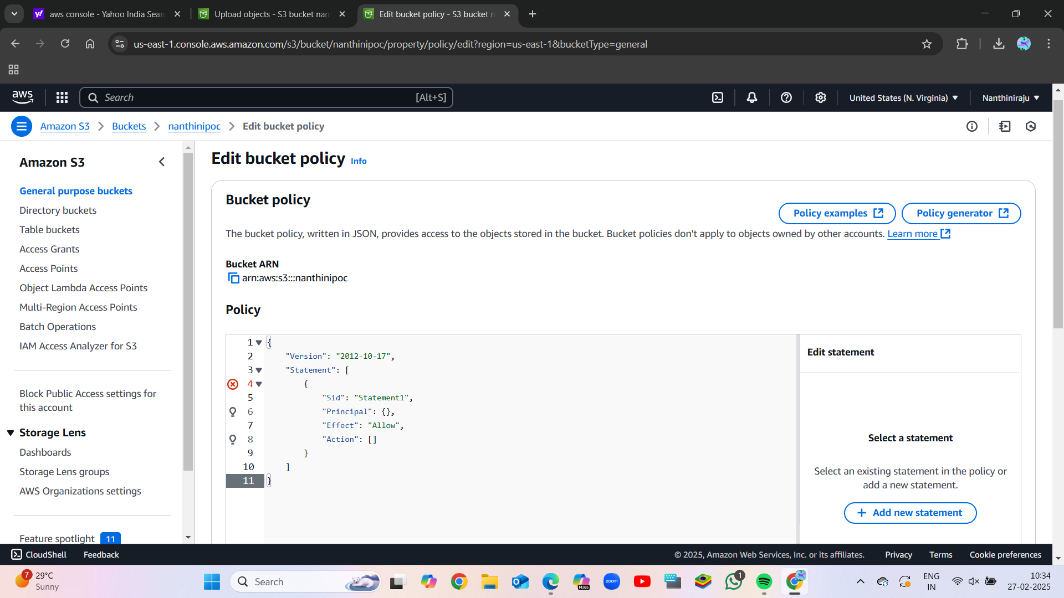 aws console - Yahoo India Sear
Upload objects - S3 bucket nan
Edit bucket policy - S3 bucket n
us-east-1.console.aws.amazon.com/s3/bucket/nanthinipoc/property/policy/edit?region=us-east-1&bucketType=general
aws
Search
[Alt+S]
United States (N. Virginia)
Nanthiniraju
Amazon S3
Buckets
nanthinipoc
Edit bucket policy
Amazon S3
General purpose buckets
Directory buckets
Table buckets
Access Grants
Access Points
Object Lambda Access Points
Multi-Region Access Points
Batch Operations
IAM Access Analyzer for S3
Block Public Access settings for
this account
Storage Lens
Dashboards
Storage Lens groups
AWS Organizations settings
Feature spotlight 11
Edit bucket policy Info
Bucket policy
Policy examples
Policy generator
The bucket policy, written in JSON, provides access to the objects stored in the bucket. Bucket policies don't apply to objects owned by other accounts. Learn more
Bucket ARN
arn:aws:s3:::nanthinipoc
Policy
1 {
2 "Version": "2012-10-17",
3 "Statement": [
4 {
5 "Sid": "Statement1",
6 "Principal": {},
7 "Effect": "Allow",
8 "Action": []
9 }
10 ]
11 }
Edit statement
Select a statement
Select an existing statement in the policy or
add a new statement.
+ Add new statement
CloudShell
Feedback
© 2025, Amazon Web Services, Inc. or its affiliates.
Privacy
Terms
Cookie preferences
7
29°C
Sunny
Search
zoom
1
ENG
IN
10:34
27-02-2025